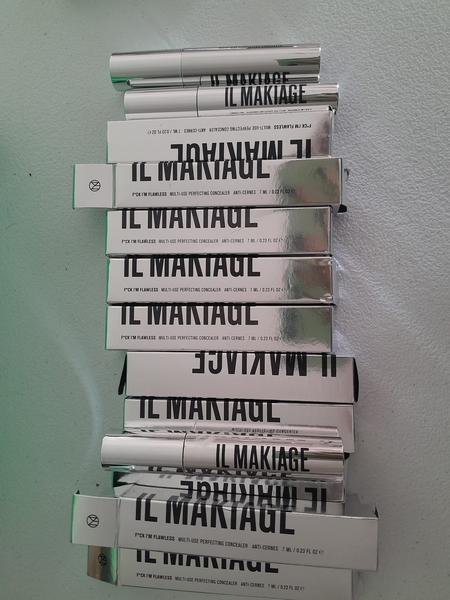 IL MAKIAGE
IL MAKIAGE
F*CK I'M FLAWLESS MULTI-USE PERFECTING CONCEALER ANTI-CERNES 7 ML / 0.23 FL OZ ℮
IL MAKIAGE
IL MAKIAGE
F*CK I'M FLAWLESS MULTI-USE PERFECTING CONCEALER ANTI-CERNES 7 ML / 0.23 FL OZ ℮
IL MAKIAGE
F*CK I'M FLAWLESS MULTI-USE PERFECTING CONCEALER ANTI-CERNES 7 ML / 0.23 FL OZ ℮
IL MAKIAGE
F*CK I'M FLAWLESS MULTI-USE PERFECTING CONCEALER ANTI-CERNES 7 ML / 0.23 FL OZ ℮
IL MAKIAGE
F*CK I'M FLAWLESS MULTI-USE PERFECTING CONCEALER ANTI-CERNES 7 ML / 0.23 FL OZ ℮
IL MAKIAGE
IL MAKIAGE
IL MAKIAGE
IL MAKIAGE
IL MAKIAGE
IL MAKIAGE
F*CK I'M FLAWLESS MULTI-USE PERFECTING CONCEALER ANTI-CERNES 7 ML / 0.23 FL OZ ℮
IL MAKIAGE
F*CK I'M FLAWLESS MULTI-USE PERFECTING CONCEALER ANTI-CERNES 7 ML / 0.23 FL OZ ℮